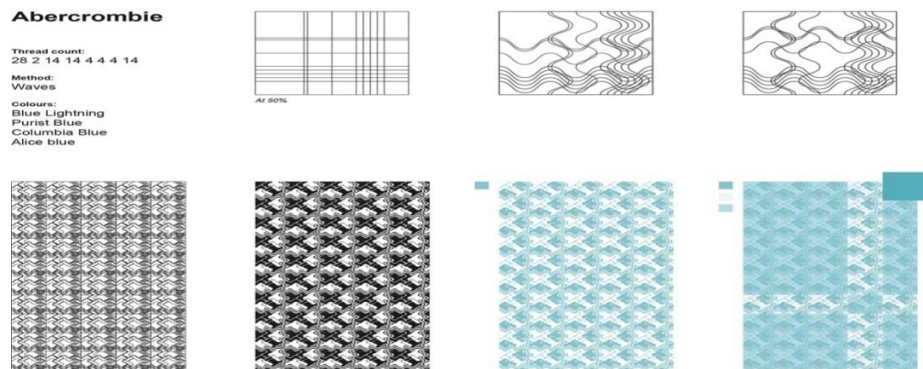 Abercrombie
Thread count:
28 2 14 14 4 4 4 14
Method:
Waves
Colours:
Blue Lightning
Purist Blue
Columbia Blue
Alice blue
At 50%